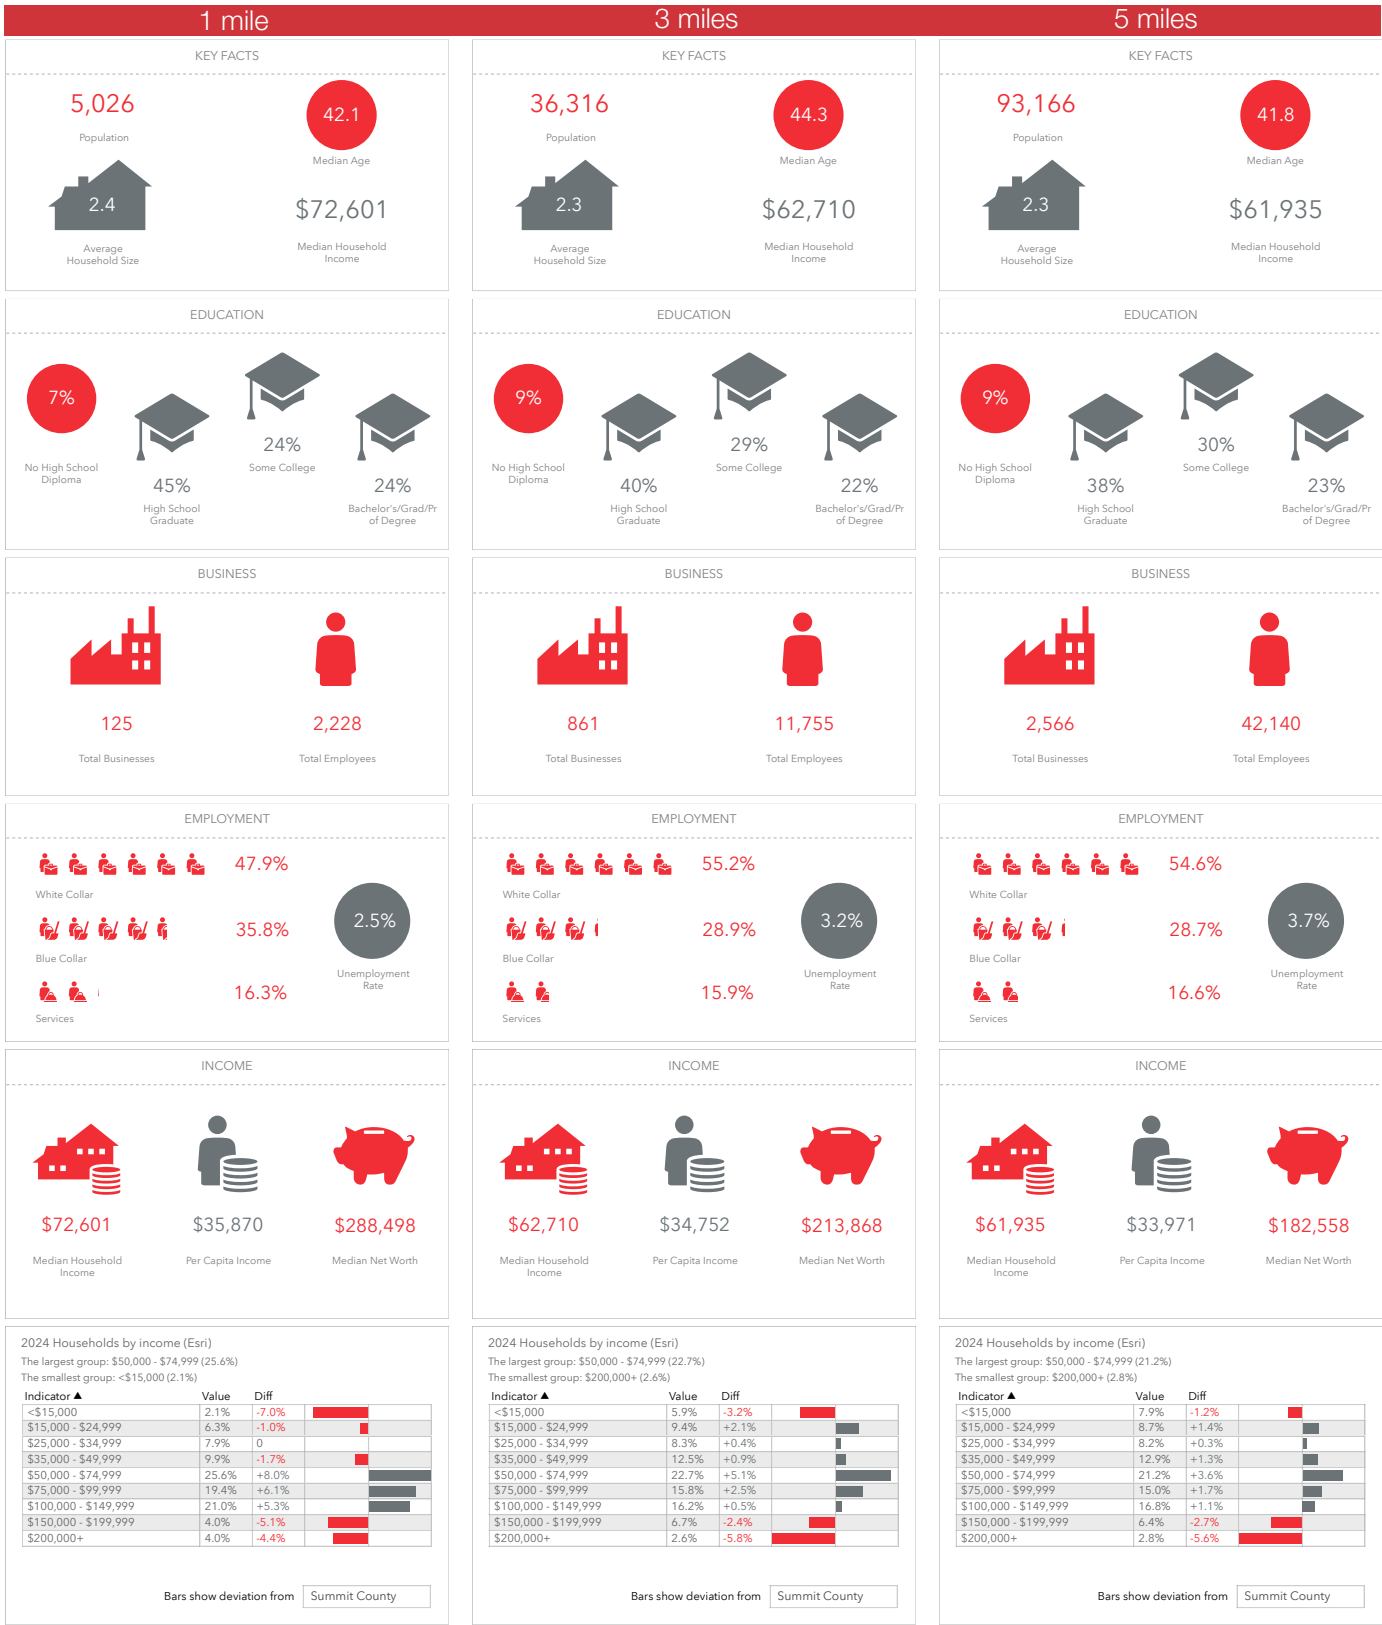 1 mile
KEY FACTS
5,026
Population
42.1
Median Age
2.4
Average
Household Size
$72,601
Median Household
Income
EDUCATION
7%
No High School
Diploma
45%
High School
Graduate
24%
Some College
24%
Bachelor's/Grad/Pr
of Degree
BUSINESS
125
Total Businesses
2,228
Total Employees
EMPLOYMENT
47.9%
White Collar
35.8%
Blue Collar
16.3%
Services
2.5%
Unemployment
Rate
INCOME
$72,601
Median Household
Income
$35,870
Per Capita Income
$288,498
Median Net Worth
2024 Households by income (Esri)
The largest group: $50,000 - $74,999 (25.6%)
The smallest group: <$15,000 (2.1%)
Indicator ▲ Value Diff
<$15,000 2.1% -7.0%
$15,000 - $24,999 6.3% -1.0%
$25,000 - $34,999 7.9% 0
$35,000 - $49,999 9.9% -1.7%
$50,000 - $74,999 25.6% +8.0%
$75,000 - $99,999 19.4% +6.1%
$100,000 - $149,999 21.0% +5.3%
$150,000 - $199,999 4.0% -5.1%
$200,000+ 4.0% -4.4%
Bars show deviation from Summit County
3 miles
KEY FACTS
36,316
Population
44.3
Median Age
2.3
Average
Household Size
$62,710
Median Household
Income
EDUCATION
9%
No High School
Diploma
40%
High School
Graduate
29%
Some College
22%
Bachelor's/Grad/Pr
of Degree
BUSINESS
861
Total Businesses
11,755
Total Employees
EMPLOYMENT
55.2%
White Collar
28.9%
Blue Collar
15.9%
Services
3.2%
Unemployment
Rate
INCOME
$62,710
Median Household
Income
$34,752
Per Capita Income
$213,868
Median Net Worth
2024 Households by income (Esri)
The largest group: $50,000 - $74,999 (22.7%)
The smallest group: $200,000+ (2.6%)
Indicator ▲ Value Diff
<$15,000 5.9% -3.2%
$15,000 - $24,999 9.4% +2.1%
$25,000 - $34,999 8.3% +0.4%
$35,000 - $49,999 12.5% +0.9%
$50,000 - $74,999 22.7% +5.1%
$75,000 - $99,999 15.8% +2.5%
$100,000 - $149,999 16.2% +0.5%
$150,000 - $199,999 6.7% -2.4%
$200,000+ 2.6% -5.8%
Bars show deviation from Summit County
5 miles
KEY FACTS
93,166
Population
41.8
Median Age
2.3
Average
Household Size
$61,935
Median Household
Income
EDUCATION
9%
No High School
Diploma
38%
High School
Graduate
30%
Some College
23%
Bachelor's/Grad/Pr
of Degree
BUSINESS
2,566
Total Businesses
42,140
Total Employees
EMPLOYMENT
54.6%
White Collar
28.7%
Blue Collar
16.6%
Services
3.7%
Unemployment
Rate
INCOME
$61,935
Median Household
Income
$33,971
Per Capita Income
$182,558
Median Net Worth
2024 Households by income (Esri)
The largest group: $50,000 - $74,999 (21.2%)
The smallest group: $200,000+ (2.8%)
Indicator ▲ Value Diff
<$15,000 7.9% -1.2%
$15,000 - $24,999 8.7% +1.4%
$25,000 - $34,999 8.2% +0.3%
$35,000 - $49,999 12.9% +1.3%
$50,000 - $74,999 21.2% +3.6%
$75,000 - $99,999 15.0% +1.7%
$100,000 - $149,999 16.8% +1.1%
$150,000 - $199,999 6.4% -2.7%
$200,000+ 2.8% -5.6%
Bars show deviation from Summit County